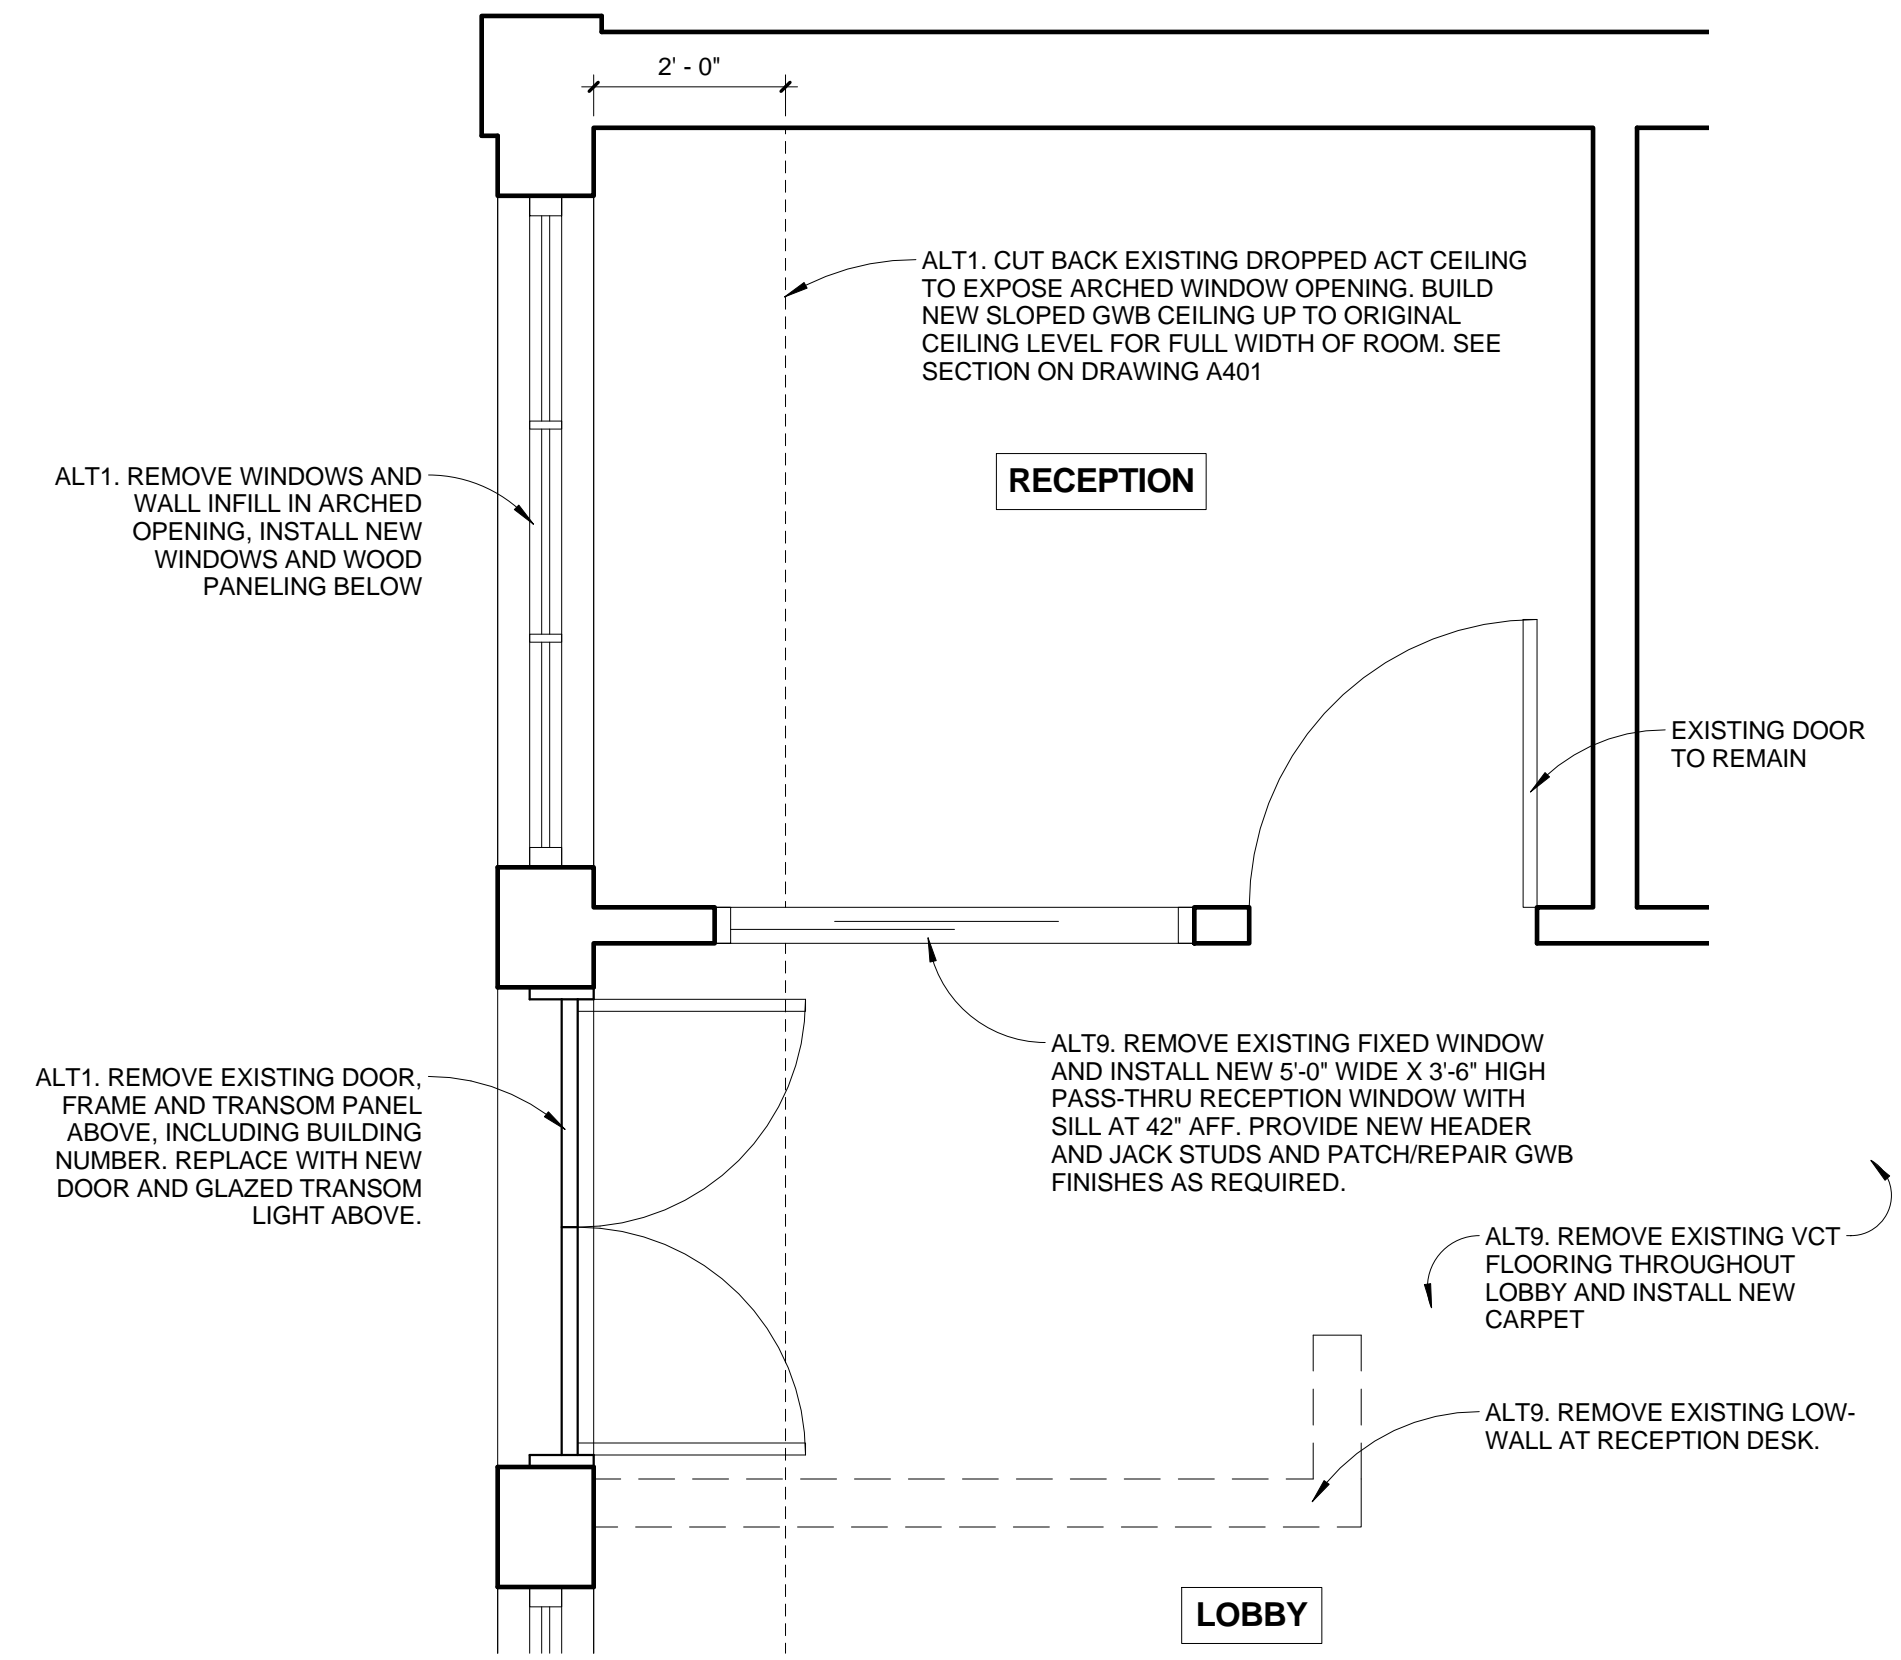 2' - 0"
ALT1. CUT BACK EXISTING DROPPED ACT CEILING
TO EXPOSE ARCHED WINDOW OPENING. BUILD
NEW SLOPED GWB CEILING UP TO ORIGINAL
CEILING LEVEL FOR FULL WIDTH OF ROOM. SEE
SECTION ON DRAWING A401
RECEPTION
ALT1. REMOVE WINDOWS AND
WALL INFILL IN ARCHED
OPENING, INSTALL NEW
WINDOWS AND WOOD
PANELING BELOW
EXISTING DOOR
TO REMAIN
ALT9. REMOVE EXISTING FIXED WINDOW
AND INSTALL NEW 5'-0" WIDE X 3'-6" HIGH
PASS-THRU RECEPTION WINDOW WITH
SILL AT 42" AFF. PROVIDE NEW HEADER
AND JACK STUDS AND PATCH/REPAIR GWB
FINISHES AS REQUIRED.
ALT1. REMOVE EXISTING DOOR,
FRAME AND TRANSOM PANEL
ABOVE, INCLUDING BUILDING
NUMBER. REPLACE WITH NEW
DOOR AND GLAZED TRANSOM
LIGHT ABOVE.
ALT9. REMOVE EXISTING VCT
FLOORING THROUGHOUT
LOBBY AND INSTALL NEW
CARPET
ALT9. REMOVE EXISTING LOW-
WALL AT RECEPTION DESK.
LOBBY